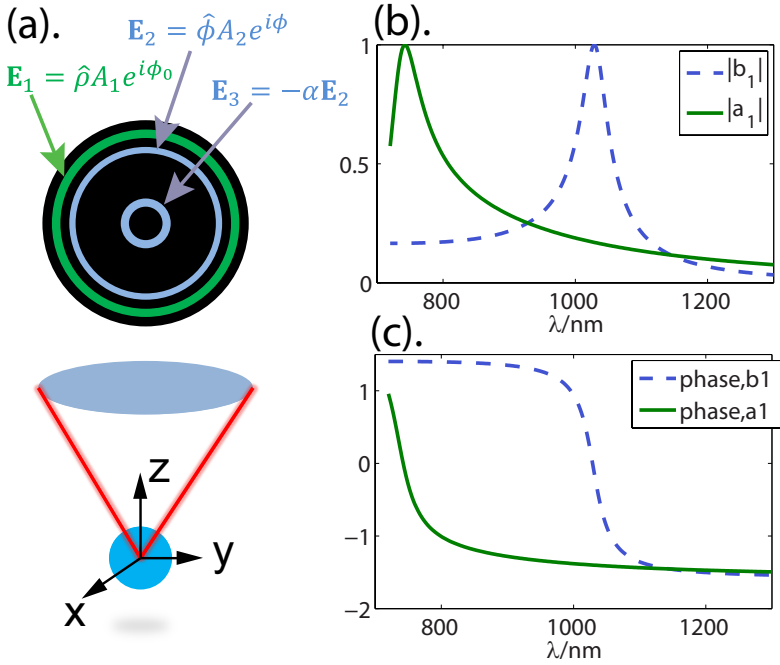 (a).
E₂ = φ̂A₂e^{iϕ}
E₁ = ρ̂A₁e^{iϕ₀}
E₃ = −αE₂
z
y
x
(b).
1
0.5
0
800
1000
1200
λ/nm
|b₁|
|a₁|
(c).
1
0
−1
−2
800
1000
1200
λ/nm
phase,b1
phase,a1